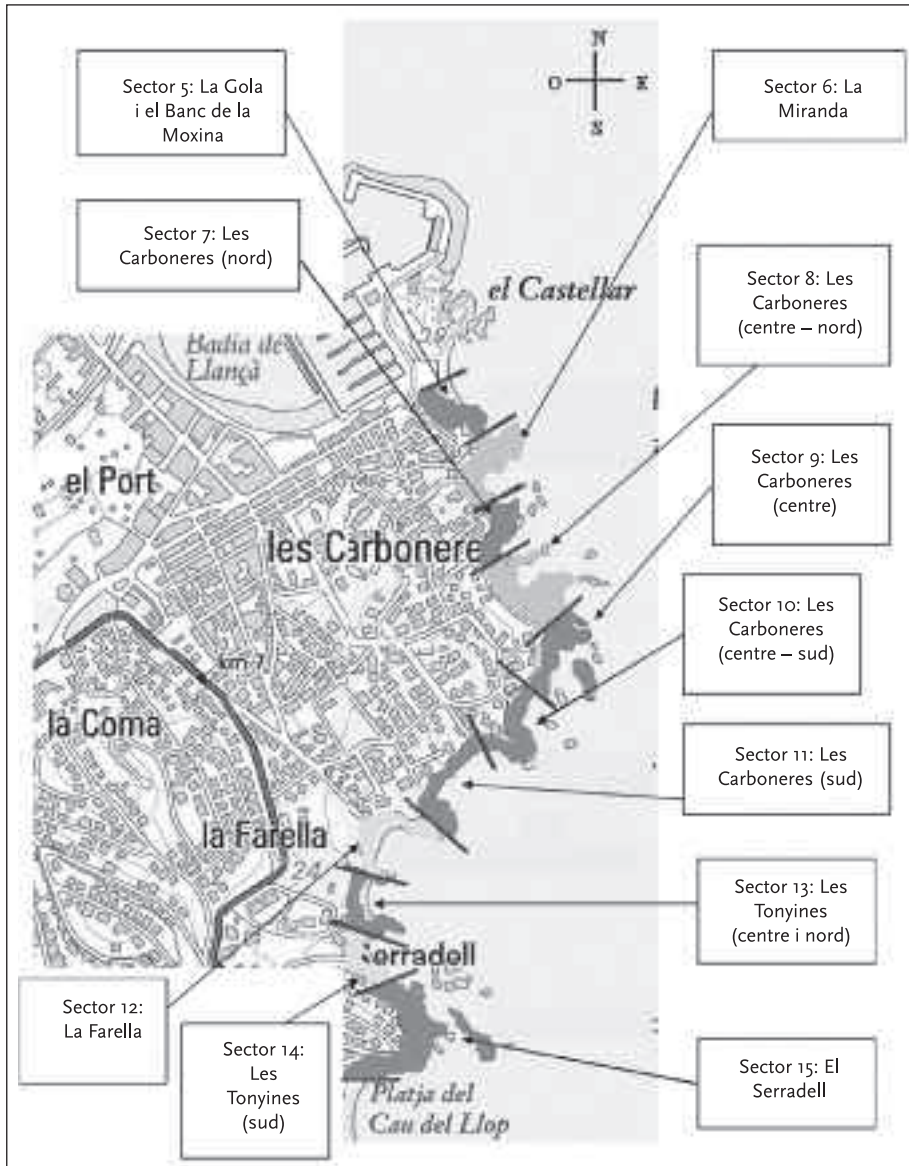 N
O E
S
Sector 5: La Gola
i el Banc de la
Moxina
Sector 6: La
Miranda
Sector 7: Les
Carboneres (nord)
Sector 8: Les
Carboneres
(centre – nord)
el Castellar
Badia de
Llançà
Sector 9: Les
Carboneres
(centre)
el Port
les Carbonere
Sector 10: Les
Carboneres
(centre – sud)
km 1
la Coma
Sector 11: Les
Carboneres (sud)
la Farella
Sector 13: Les
Tonyines
(centre i nord)
Serradell
Sector 12:
La Farella
Sector 14:
Les
Tonyines
(sud)
Sector 15: El
Serradell
Platja del
Cau del Llop